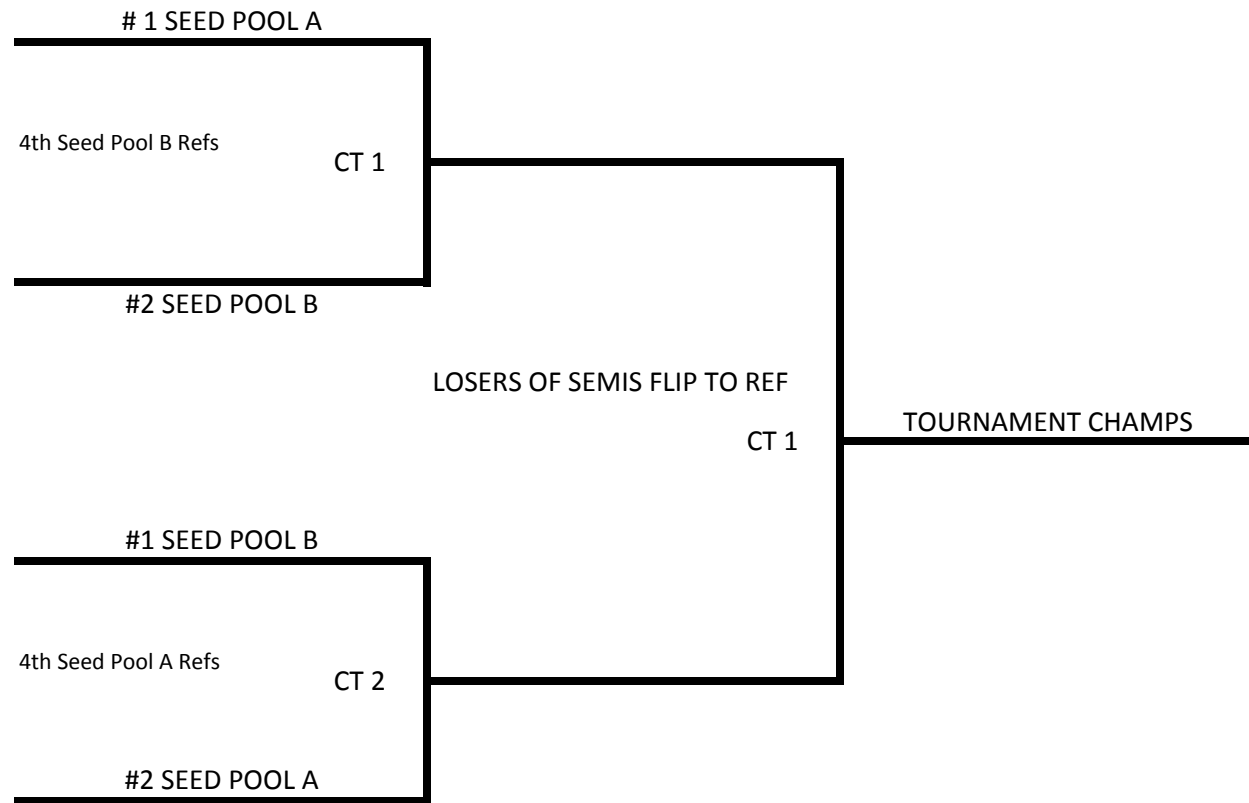 # 1 SEED POOL A
4th Seed Pool B Refs
CT 1
#2 SEED POOL B
LOSERS OF SEMIS FLIP TO REF
TOURNAMENT CHAMPS
CT 1
#1 SEED POOL B
4th Seed Pool A Refs
CT 2
#2 SEED POOL A